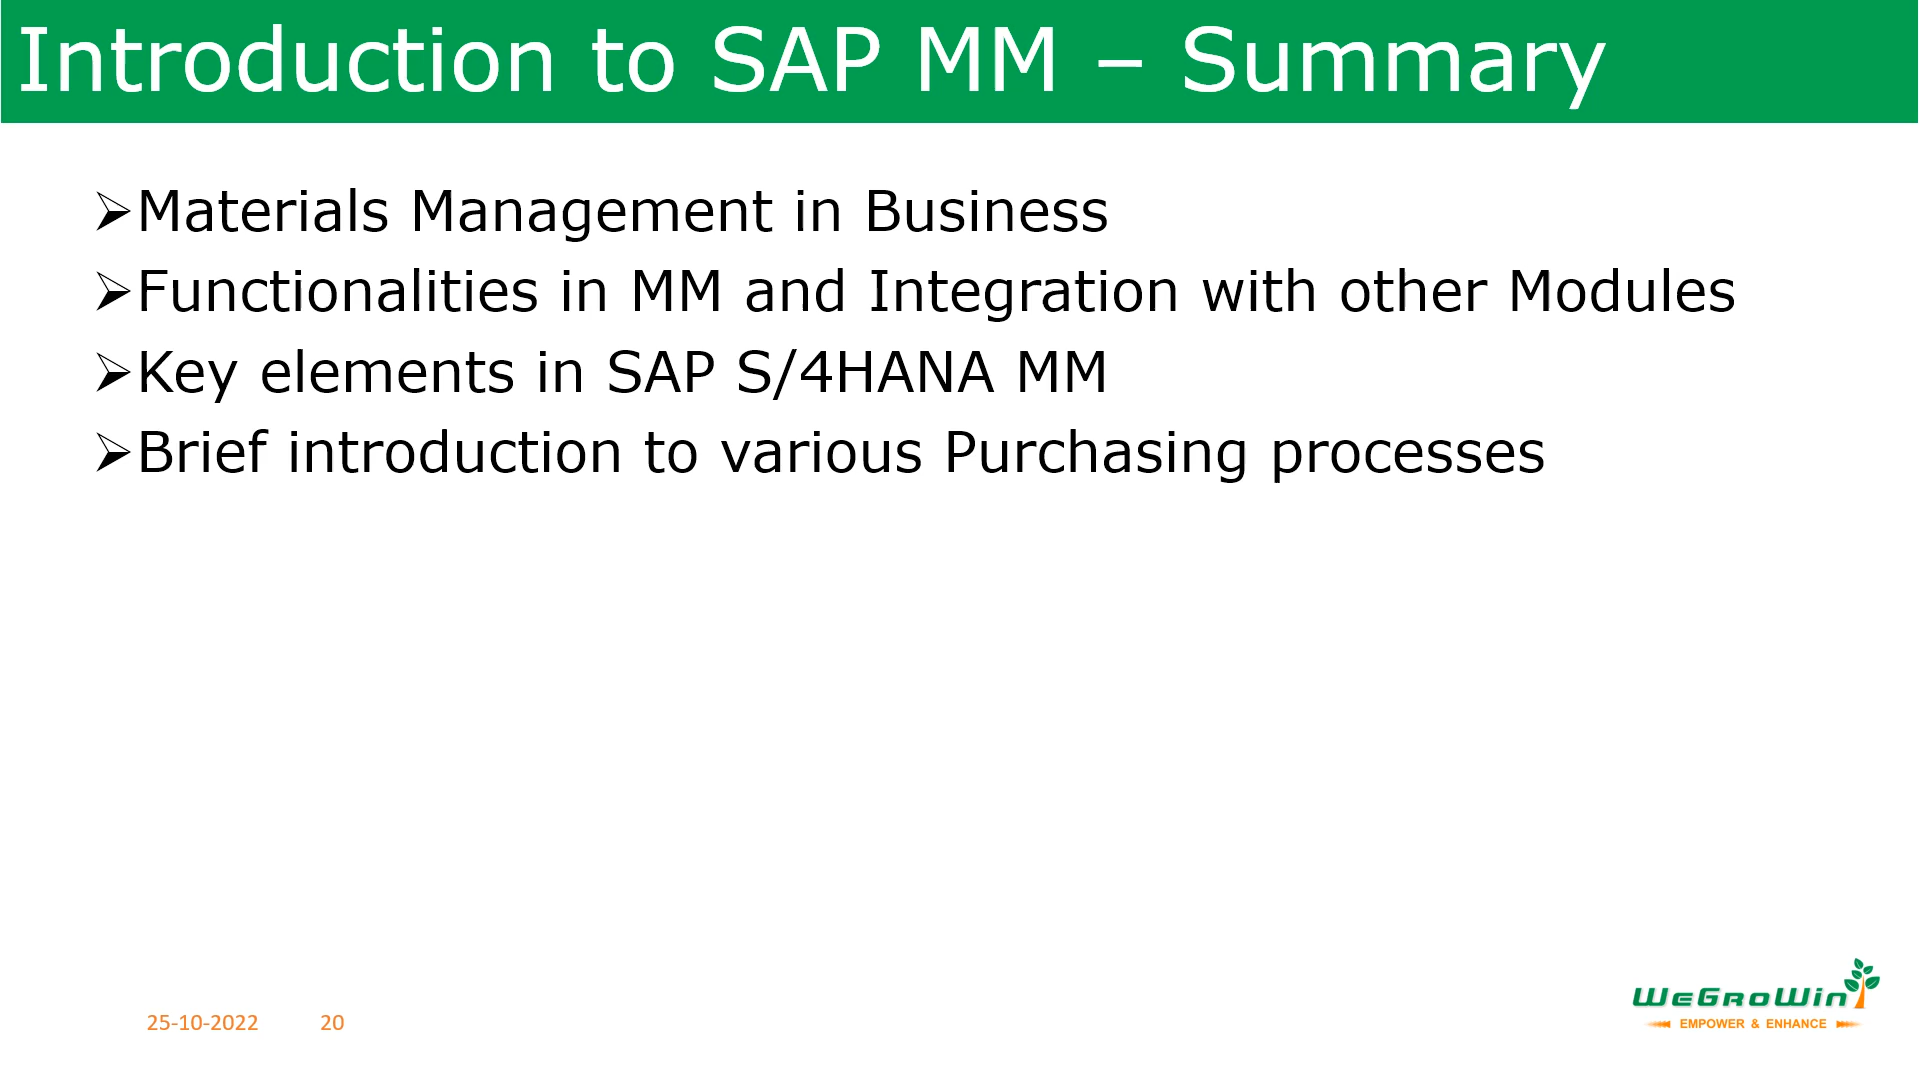 Introduction to SAP MM – Summary
➢Materials Management in Business
➢Functionalities in MM and Integration with other Modules
➢Key elements in SAP S/4HANA MM
➢Brief introduction to various Purchasing processes
25-10-2022 20
WeGroWin
EMPOWER & ENHANCE